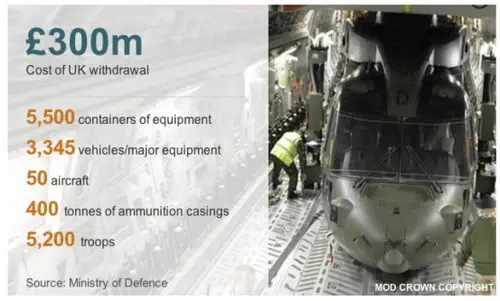 £300m
Cost of UK withdrawal
5,500 containers of equipment
3,345 vehicles/major equipment
50 aircraft
400 tonnes of ammunition casings
5,200 troops
Source: Ministry of Defence
D
MOD CROWN COPYRIGHT